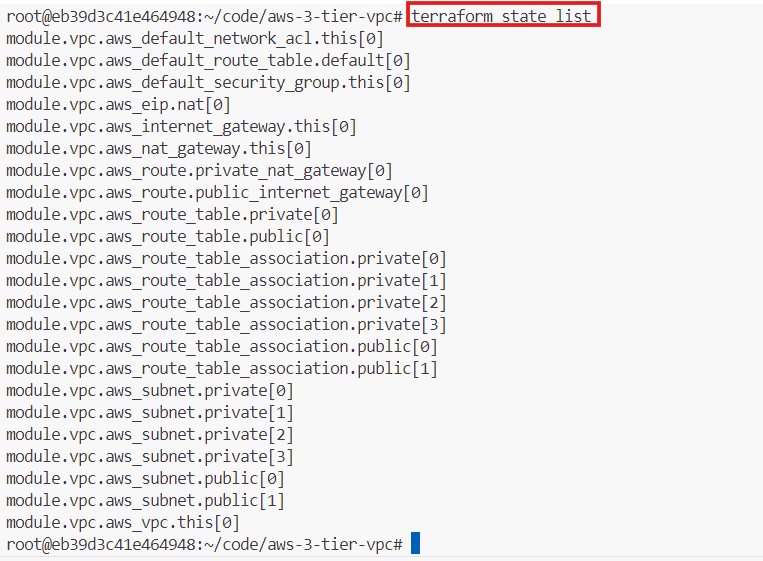 root@eb39d3c41e464948:~/code/aws-3-tier-vpc# terraform state list
module.vpc.aws_default_network_acl.this[0]
module.vpc.aws_default_route_table.default[0]
module.vpc.aws_default_security_group.this[0]
module.vpc.aws_eip.nat[0]
module.vpc.aws_internet_gateway.this[0]
module.vpc.aws_nat_gateway.this[0]
module.vpc.aws_route.private_nat_gateway[0]
module.vpc.aws_route.public_internet_gateway[0]
module.vpc.aws_route_table.private[0]
module.vpc.aws_route_table.public[0]
module.vpc.aws_route_table_association.private[0]
module.vpc.aws_route_table_association.private[1]
module.vpc.aws_route_table_association.private[2]
module.vpc.aws_route_table_association.private[3]
module.vpc.aws_route_table_association.public[0]
module.vpc.aws_route_table_association.public[1]
module.vpc.aws_subnet.private[0]
module.vpc.aws_subnet.private[1]
module.vpc.aws_subnet.private[2]
module.vpc.aws_subnet.private[3]
module.vpc.aws_subnet.public[0]
module.vpc.aws_subnet.public[1]
module.vpc.aws_vpc.this[0]
root@eb39d3c41e464948:~/code/aws-3-tier-vpc#